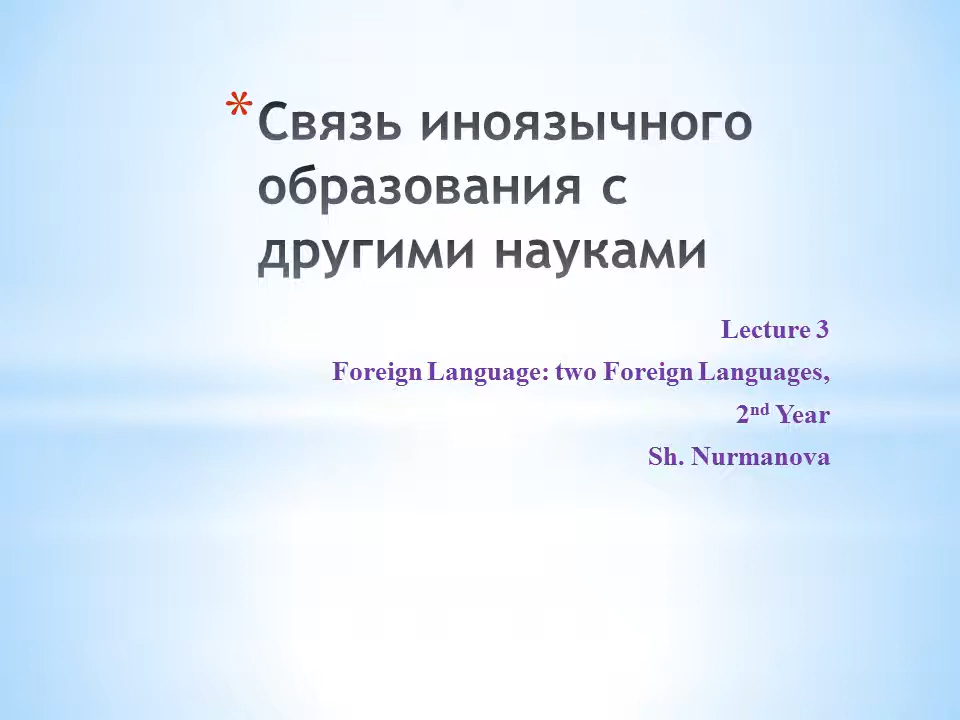 * Связь иноязычного
образования с
другими науками
Lecture 3
Foreign Language: two Foreign Languages,
2nd Year
Sh. Nurmanova